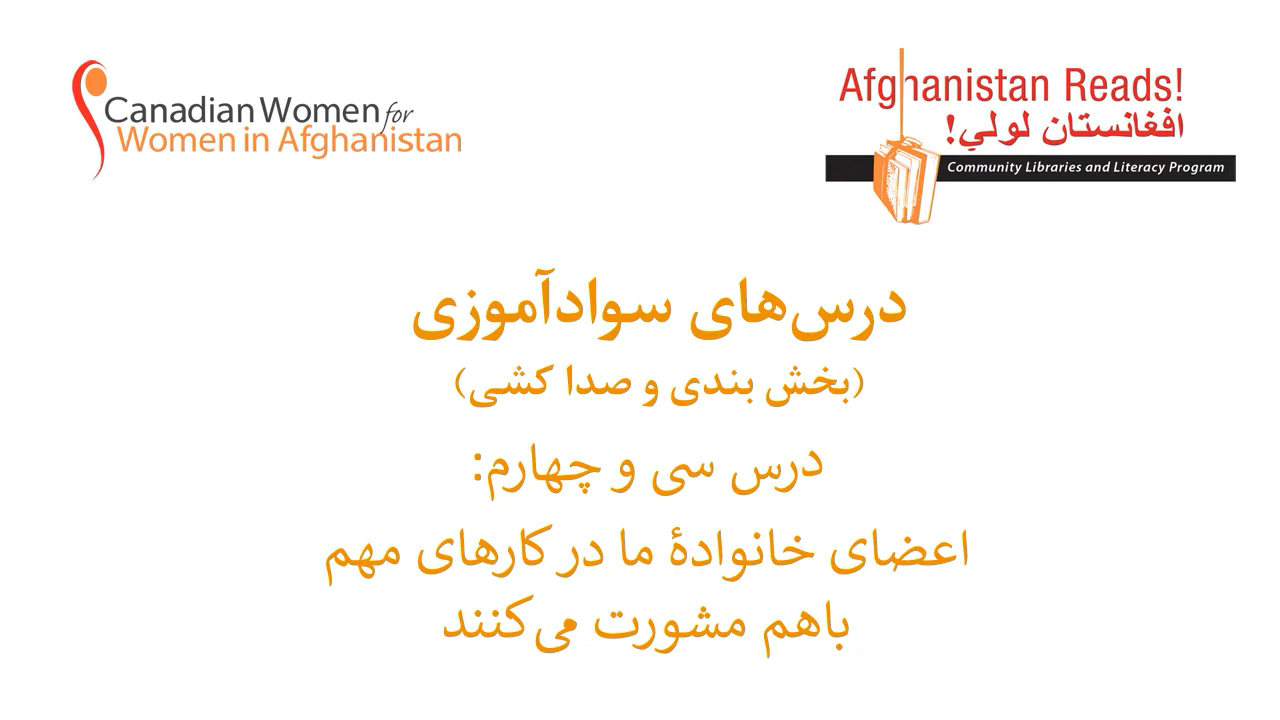 Canadian Women for
Women in Afghanistan
Afghanistan Reads!
افغانستان لولي!
Community Libraries and Literacy Program
درس‌های سوادآموزی
(بخش بندی و صدا کشی)
درس سی و چهارم:
اعضای خانوادهٔ ما در کارهای مهم
باهم مشورت می‌کنند